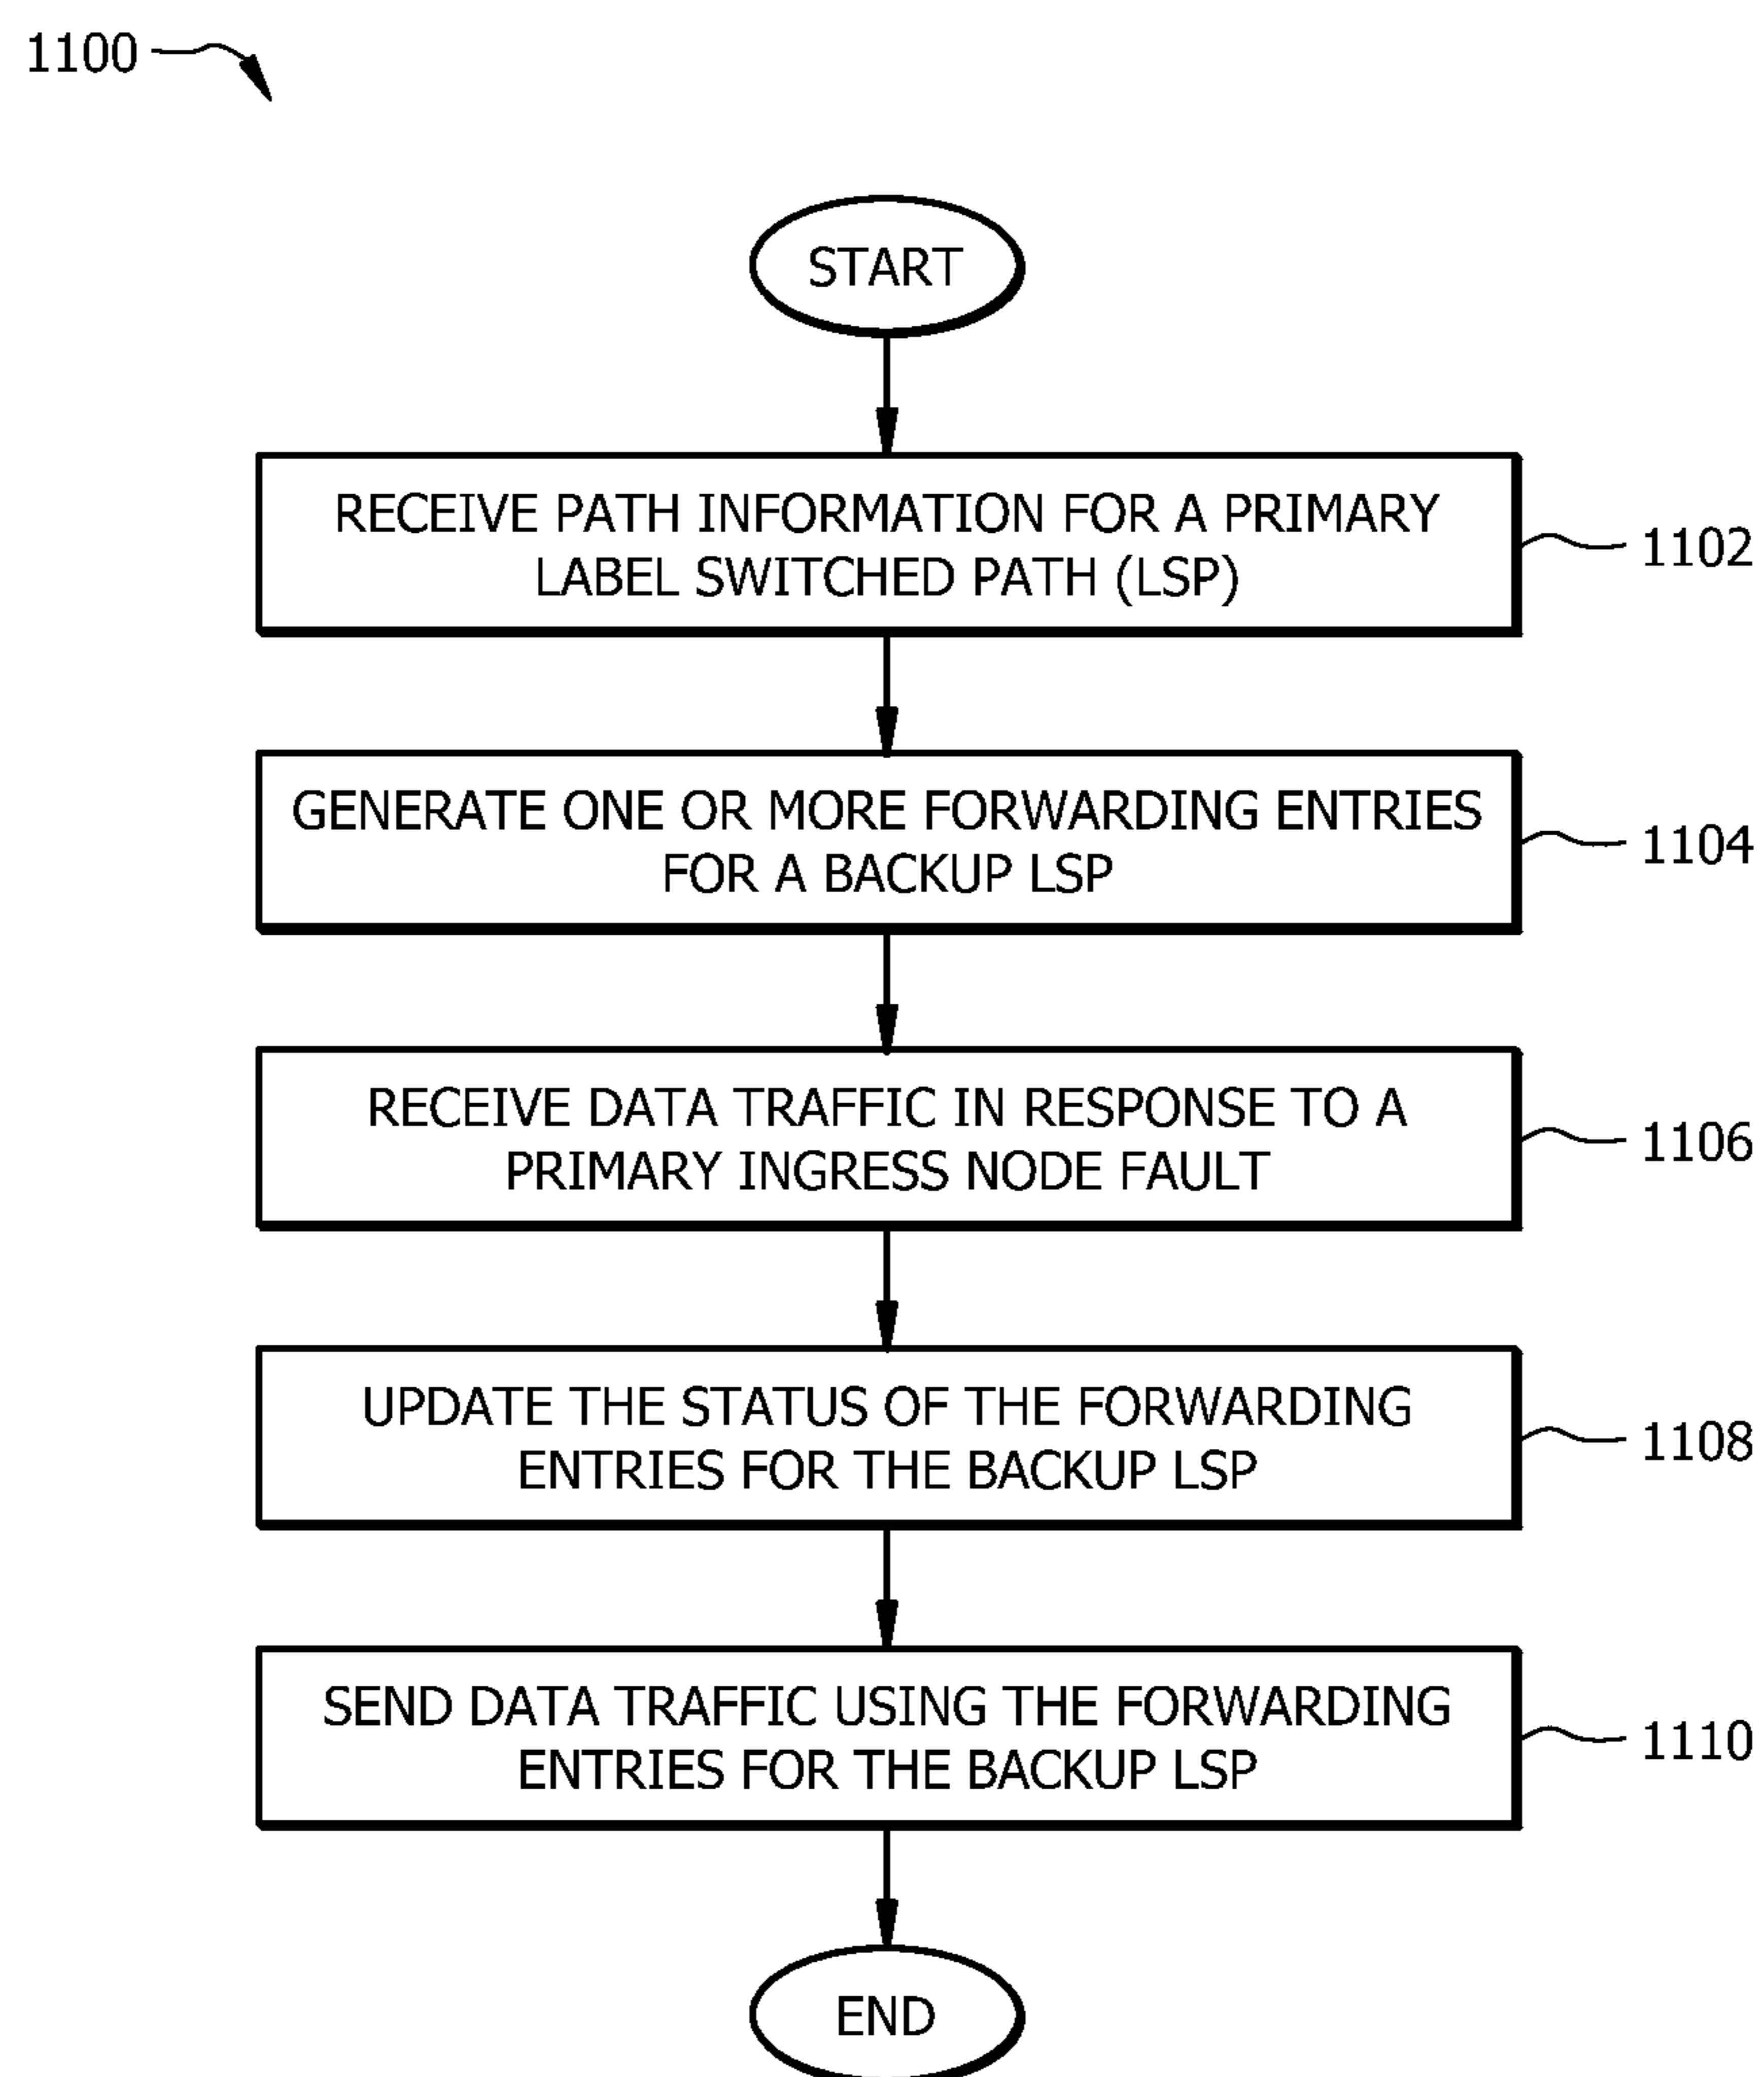 1100
START
RECEIVE PATH INFORMATION FOR A PRIMARY
LABEL SWITCHED PATH (LSP)
1102
GENERATE ONE OR MORE FORWARDING ENTRIES
FOR A BACKUP LSP
1104
RECEIVE DATA TRAFFIC IN RESPONSE TO A
PRIMARY INGRESS NODE FAULT
1106
UPDATE THE STATUS OF THE FORWARDING
ENTRIES FOR THE BACKUP LSP
1108
SEND DATA TRAFFIC USING THE FORWARDING
ENTRIES FOR THE BACKUP LSP
1110
END